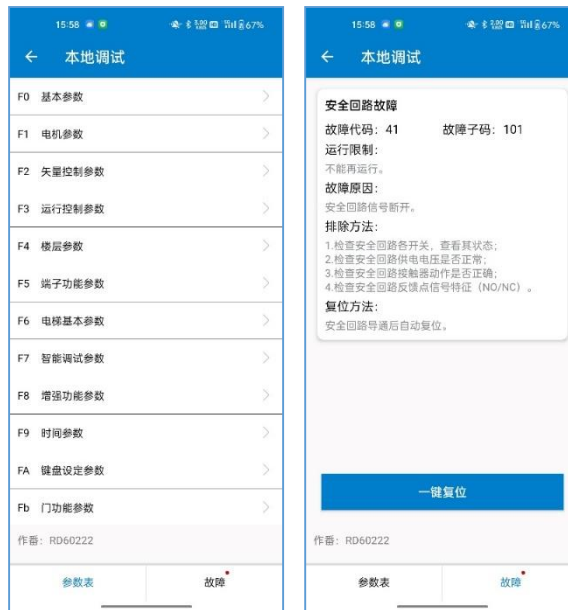 15:58
67%
本地调试
F0 基本参数
F1 电机参数
F2 矢量控制参数
F3 运行控制参数
F4 楼层参数
F5 端子功能参数
F6 电梯基本参数
F7 智能调试参数
F8 增强功能参数
F9 时间参数
FA 键盘设定参数
Fb 门功能参数
作番：RD60222
参数表 故障
15:58
67%
本地调试
安全回路故障
故障代码：41 故障子码：101
运行限制：
不能再运行。
故障原因：
安全回路信号断开。
排除方法：
1.检查安全回路各开关，查看其状态；
2.检查安全回路供电电压是否正常；
3.检查安全回路接触器动作是否正确；
4.检查安全回路反馈点信号特征（NO/NC）。
复位方法：
安全回路导通后自动复位。
一键复位
作番：RD60222
参数表 故障